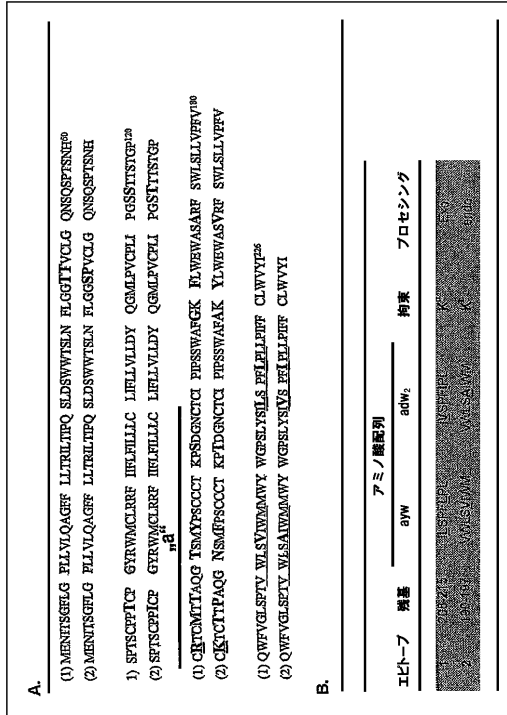 A.
(1) MENITSGFLG PLLVLQAGFF LLTRILTIPQ SLDSWWTSLN FLGGTTVCLG QNSQSPTSNH⁶⁰
(2) MENITSGFLG PLLVLQAGFF LLTRILTIPQ SLDSWWTSLN FLGGSPVCLG QNSQSPTSNH
1) SPTSCPPTCP GYRWMCLRRF IIFLFILLLC LIFLLVLLDY QGMLPVCPLI PGSSTTSTGP¹²⁰
(2) SPTSCPPICP GYRWMCLRRF IIFLFILLLC LIFLLVLLDY QGMLPVCPLI PGSTTTSTGP
„a“
(1) CRTCMTTAQG TSMYPSCCCT KPSDGNCTCI PIPSSWAFGK FLWEWASARF SWLSLLVPFV¹⁸⁰
(2) CKTCTTPAQG NSMFPSCCCT KPTDGNCTCI PIPSSWAFAK YLWEWASVRF SWLSLLVPFV
(1) QWFVGLSPTV WLSVIWMMWY WGPSLYSILS PFLPLLPIFF CLWVYI²²⁶
(2) QWFVGLSPTV WLSAIWMMWY WGPSLYSIVS PFIPLLPIFF CLWVYI
B.
アミノ酸配列
エピトープ 残基 ayw adw₂ 拘束 プロセシング